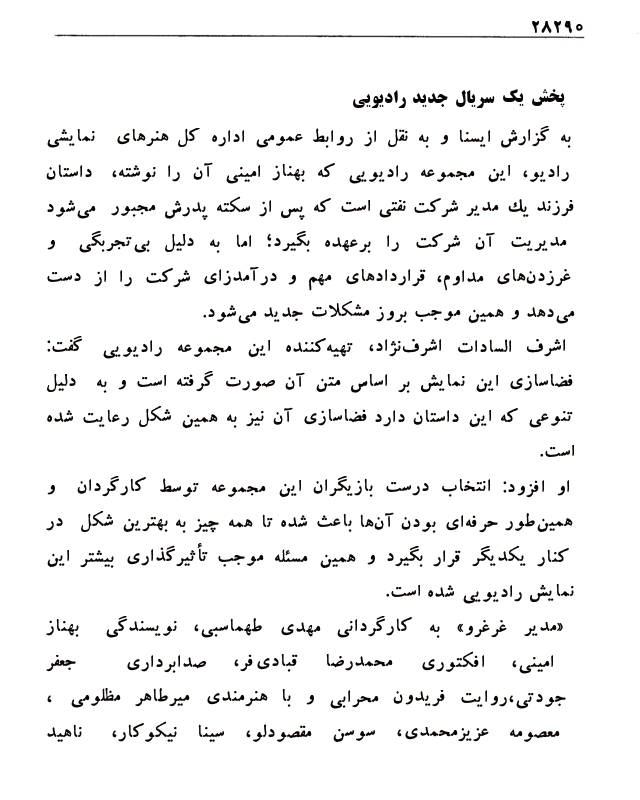 ۲۸۲۹۰
پخش یک سریال جدید رادیویی
به گزارش ایسنا و به نقل از روابط عمومی اداره کل هنرهای نمایشی
رادیو، این مجموعه رادیویی که بهناز امینی آن را نوشته، داستان
فرزند یك مدیر شرکت نفتی است که پس از سکته پدرش مجبور می‌شود
مدیریت آن شرکت را برعهده بگیرد؛ اما به دلیل بی‌تجربگی و
غرزدن‌های مداوم، قراردادهای مهم و درآمدزای شرکت را از دست
می‌دهد و همین موجب بروز مشکلات جدید می‌شود.
اشرف السادات اشرف‌نژاد، تهیه‌کننده این مجموعه رادیویی گفت:
فضاسازی این نمایش بر اساس متن آن صورت گرفته است و به دلیل
تنوعی که این داستان دارد فضاسازی آن نیز به همین شکل رعایت شده
است.
او افزود: انتخاب درست بازیگران این مجموعه توسط کارگردان و
همین‌طور حرفه‌ای بودن آن‌ها باعث شده تا همه چیز به بهترین شکل در
کنار یکدیگر قرار بگیرد و همین مسئله موجب تأثیرگذاری بیشتر این
نمایش رادیویی شده است.
«مدیر غرغرو» به کارگردانی مهدی طهماسبی، نویسندگی بهناز
امینی، افکتوری محمدرضا قبادی‌فر، صدابرداری جعفر
جودتی،روایت فریدون محرابی و با هنرمندی میرطاهر مظلومی ،
معصومه عزیزمحمدی، سوسن مقصودلو، سینا نیکوکار، ناهید